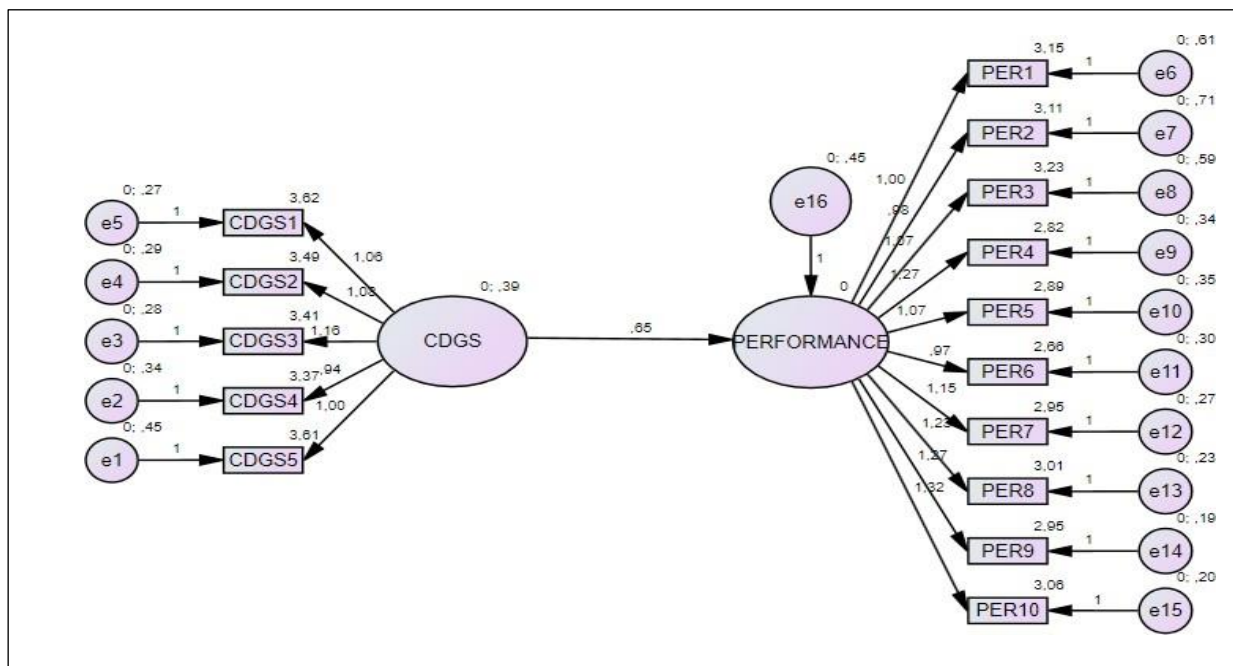 0; ,27
e5
1
3,62
CDGS1
1,06
0; ,29
e4
1
3,49
CDGS2
1,03
0; ,28
e3
1
3,41
CDGS3
1,16
0; ,34
e2
1
3,37
CDGS4
,94
0; ,45
e1
1
3,61
CDGS5
1,00
0; ,39
CDGS
,65
0; ,45
e16
1
0
PERFORMANCE
1,00
,98
1,07
1,27
1,07
,97
1,15
1,23
1,27
1,32
3,15
PER1
1
0; ,61
e6
3,11
PER2
1
0; ,71
e7
3,23
PER3
1
0; ,59
e8
2,82
PER4
1
0; ,34
e9
2,89
PER5
1
0; ,35
e10
2,66
PER6
1
0; ,30
e11
2,95
PER7
1
0; ,27
e12
3,01
PER8
1
0; ,23
e13
2,95
PER9
1
0; ,19
e14
3,06
PER10
1
0; ,20
e15